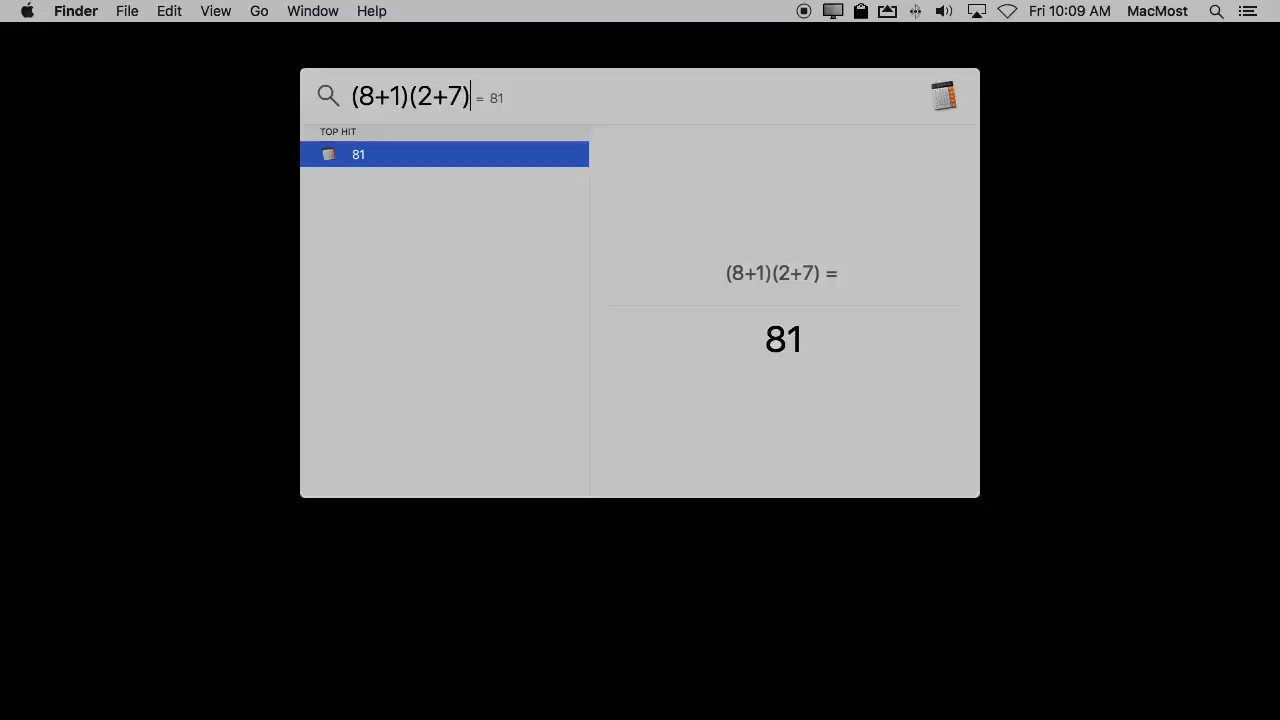 Finder File Edit View Go Window Help Fri 10:09 AM MacMost
(8+1)(2+7) = 81
TOP HIT
81
(8+1)(2+7) =
81